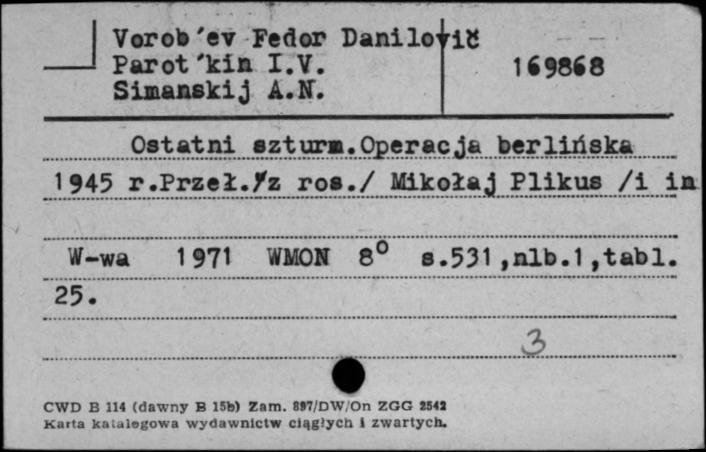 Vorob'ev Fedor Danilovič
Parot'kin I.V. 169868
Simanskij A.N.
Ostatni szturm.Operacja berlińska
1945 r.Przeł./z ros./ Mikołaj Plikus /i in
W-wa 1971 WMON 8° s.531,nlb.1,tabl.
25.
3
CWD B 114 (dawny B 15b) Zam. 897/DW/On ZGG 2542
Karta katalogowa wydawnictw ciągłych i zwartych.